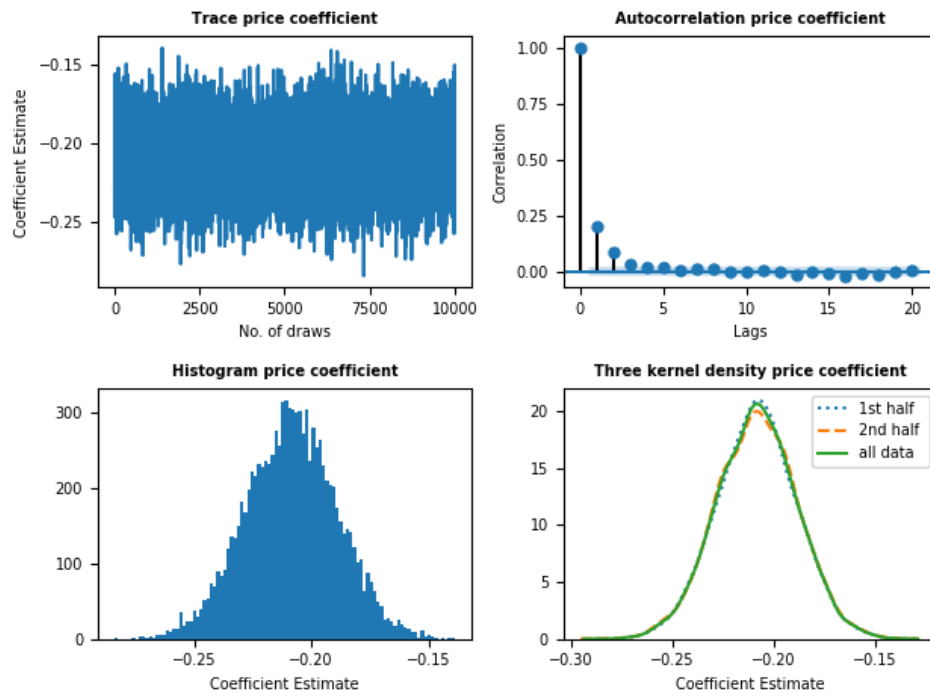 Trace price coefficient
Coefficient Estimate
−0.15
−0.20
−0.25
0 2500 5000 7500 10000
No. of draws
Autocorrelation price coefficient
Correlation
1.00
0.75
0.50
0.25
0.00
0 5 10 15 20
Lags
Histogram price coefficient
300
200
100
0
−0.25 −0.20 −0.15
Coefficient Estimate
Three kernel density price coefficient
20
15
10
5
0
1st half
2nd half
all data
−0.30 −0.25 −0.20 −0.15
Coefficient Estimate